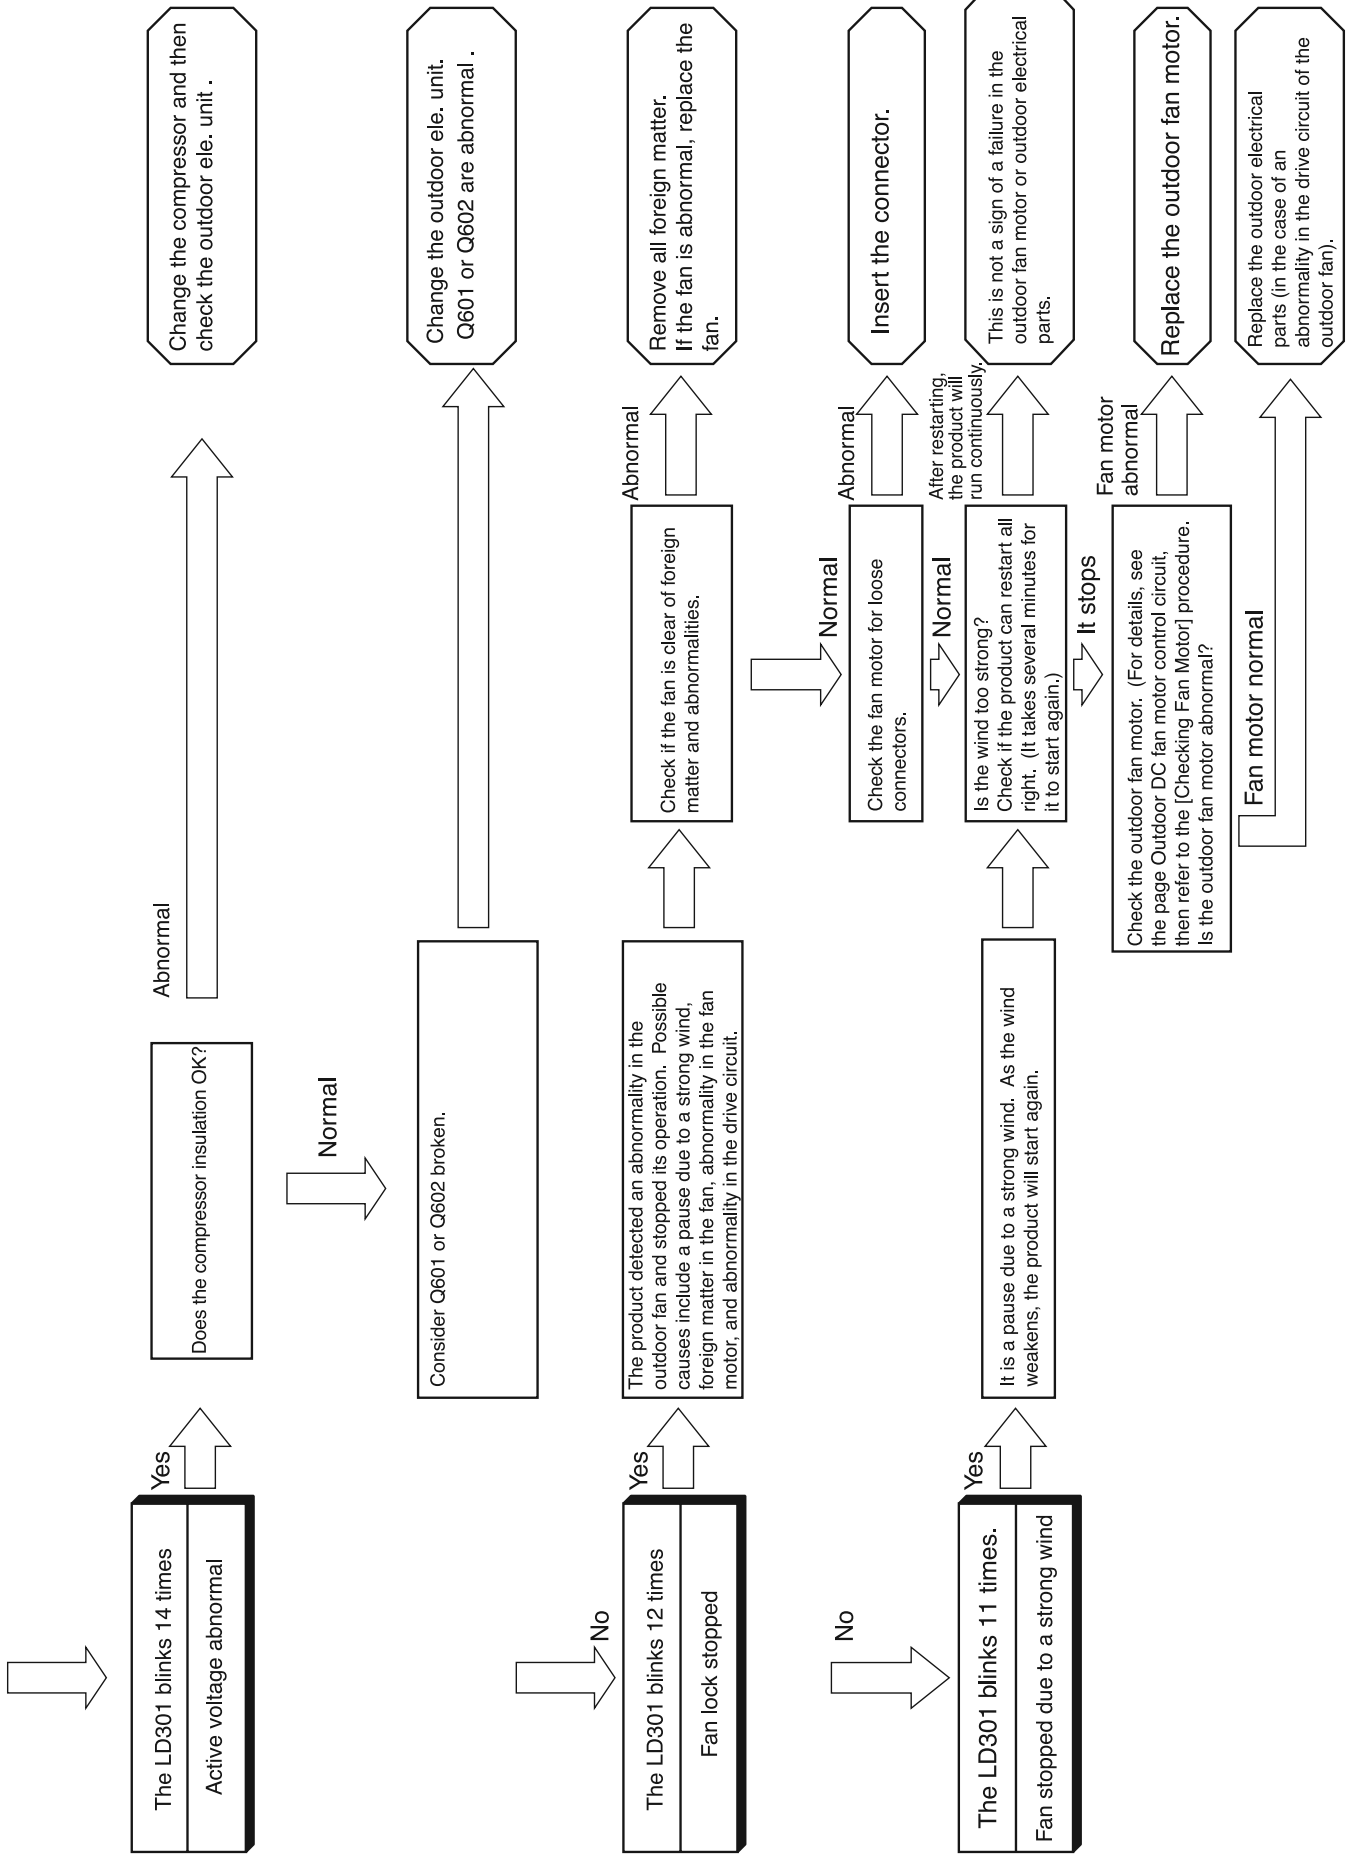 The LD301 blinks 14 times
Active voltage abnormal
Yes
Does the compressor insulation OK?
Abnormal
Change the compressor and then
check the outdoor ele. unit .
Normal
Consider Q601 or Q602 broken.
Change the outdoor ele. unit.
Q601 or Q602 are abnormal .
No
The LD301 blinks 12 times
Fan lock stopped
Yes
The product detected an abnormality in the
outdoor fan and stopped its operation. Possible
causes include a pause due to a strong wind,
foreign matter in the fan, abnormality in the fan
motor, and abnormality in the drive circuit.
Check if the fan is clear of foreign
matter and abnormalities.
Abnormal
Remove all foreign matter.
If the fan is abnormal, replace the
fan.
Normal
Check the fan motor for loose
connectors.
Abnormal
Insert the connector.
Normal
No
The LD301 blinks 11 times.
Fan stopped due to a strong wind
Yes
It is a pause due to a strong wind. As the wind
weakens, the product will start again.
Is the wind too strong?
Check if the product can restart all
right. (It takes several minutes for
it to start again.)
After restarting,
the product will
run continuously.
This is not a sign of a failure in the
outdoor fan motor or outdoor electrical
parts.
It stops
Check the outdoor fan motor. (For details, see
the page Outdoor DC fan motor control circuit,
then refer to the [Checking Fan Motor] procedure.
Is the outdoor fan motor abnormal?
Fan motor
abnormal
Replace the outdoor fan motor.
Fan motor normal
Replace the outdoor electrical
parts (in the case of an
abnormality in the drive circuit of the
outdoor fan).